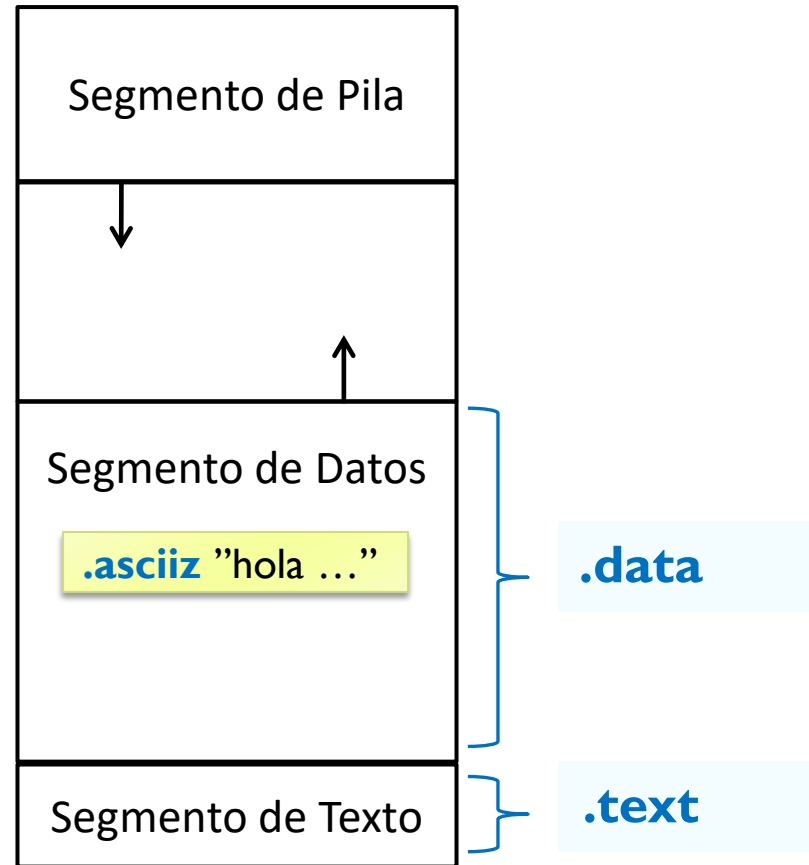 Segmento de Pila
Segmento de Datos
.asciiz ”hola …”
.data
Segmento de Texto
.text